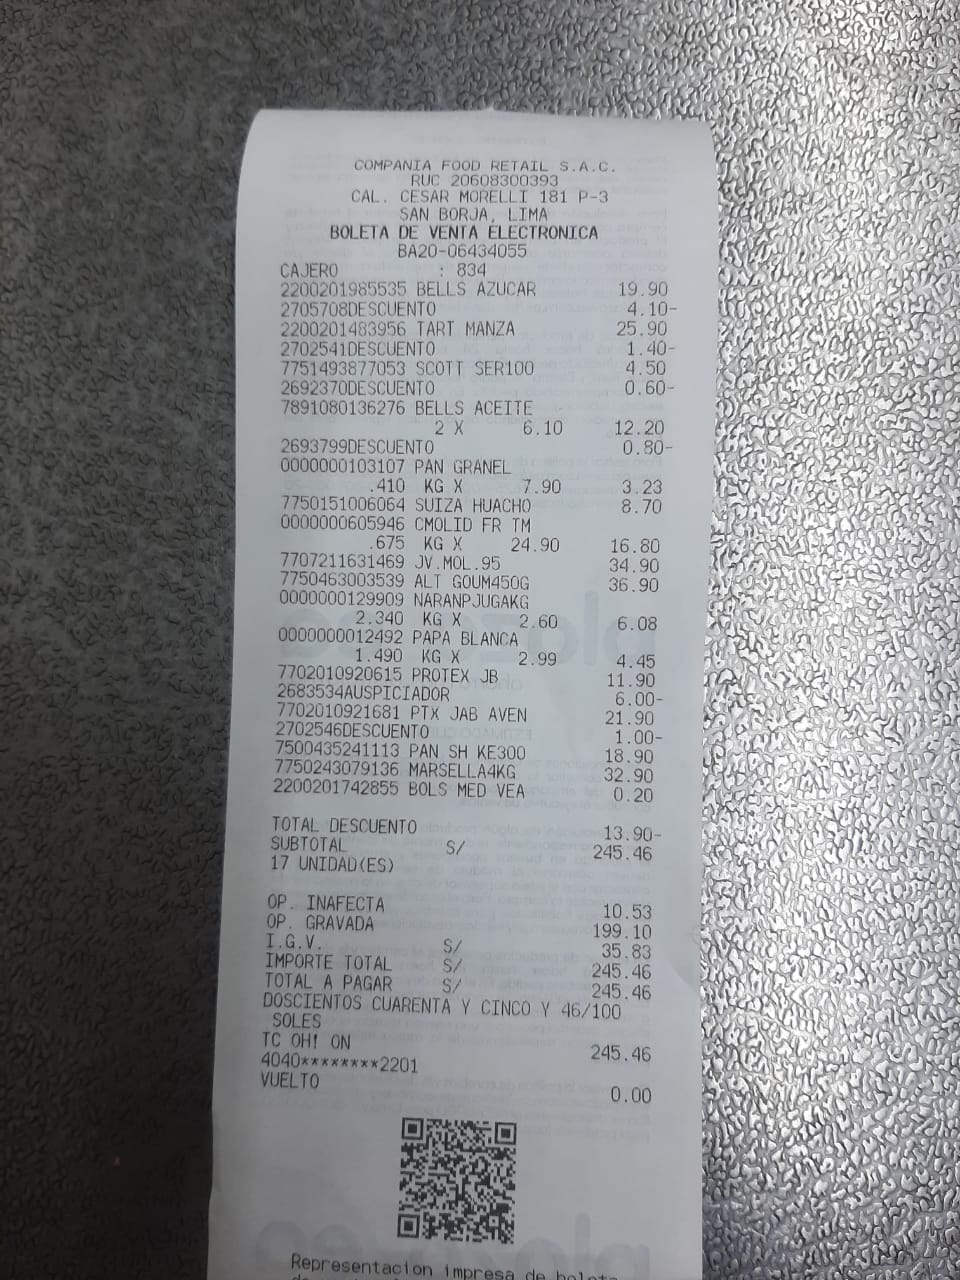 COMPANIA FOOD RETAIL S.A.C.
RUC 20608300393
CAL. CESAR MORELLI 181 P-3
SAN BORJA, LIMA
BOLETA DE VENTA ELECTRONICA
BA20-06434055
CAJERO : 834
2200201985535 BELLS AZUCAR 19.90
2705708DESCUENTO 4.10-
2200201483956 TART MANZA 25.90
2702541DESCUENTO 1.40-
7751493877053 SCOTT SER100 4.50
2692370DESCUENTO 0.60-
7891080136276 BELLS ACEITE
2 X 6.10 12.20
2693799DESCUENTO 0.80-
0000000103107 PAN GRANEL
.410 KG X 7.90 3.23
7750151006064 SUIZA HUACHO 8.70
0000000605946 CMOLID FR TM
.675 KG X 24.90 16.80
7707211631469 JV.MOL.95 34.90
7750463003539 ALT GOUM450G 36.90
0000000129909 NARANPJUGAKG
2.340 KG X 2.60 6.08
0000000012492 PAPA BLANCA
1.490 KG X 2.99 4.45
7702010920615 PROTEX JB 11.90
2683534AUSPICIADOR 6.00-
7702010921681 PTX JAB AVEN 21.90
2702546DESCUENTO 1.00-
7500435241113 PAN SH KE300 18.90
7750243079136 MARSELLA4KG 32.90
2200201742855 BOLS MED VEA 0.20
TOTAL DESCUENTO 13.90-
SUBTOTAL S/ 245.46
17 UNIDAD(ES)
OP. INAFECTA 10.53
OP. GRAVADA 199.10
I.G.V. S/ 35.83
IMPORTE TOTAL S/ 245.46
TOTAL A PAGAR S/ 245.46
DOSCIENTOS CUARENTA Y CINCO Y 46/100
SOLES
TC OH! ON 245.46
4040********2201
VUELTO 0.00
Representacion impresa de boleta